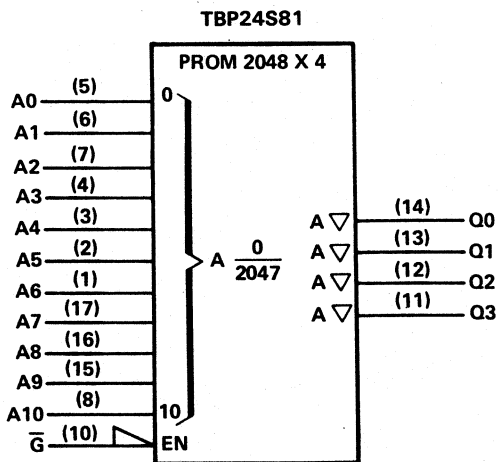 TBP24S81
PROM 2048 X 4
A0 (5) 0
A1 (6)
A2 (7)
A3 (4)
A4 (3)
A5 (2)
A6 (1)
A7 (17)
A8 (16)
A9 (15)
A10 (8) 10
G̅ (10) EN
A 0
2047
A ▽ (14) Q0
A ▽ (13) Q1
A ▽ (12) Q2
A ▽ (11) Q3